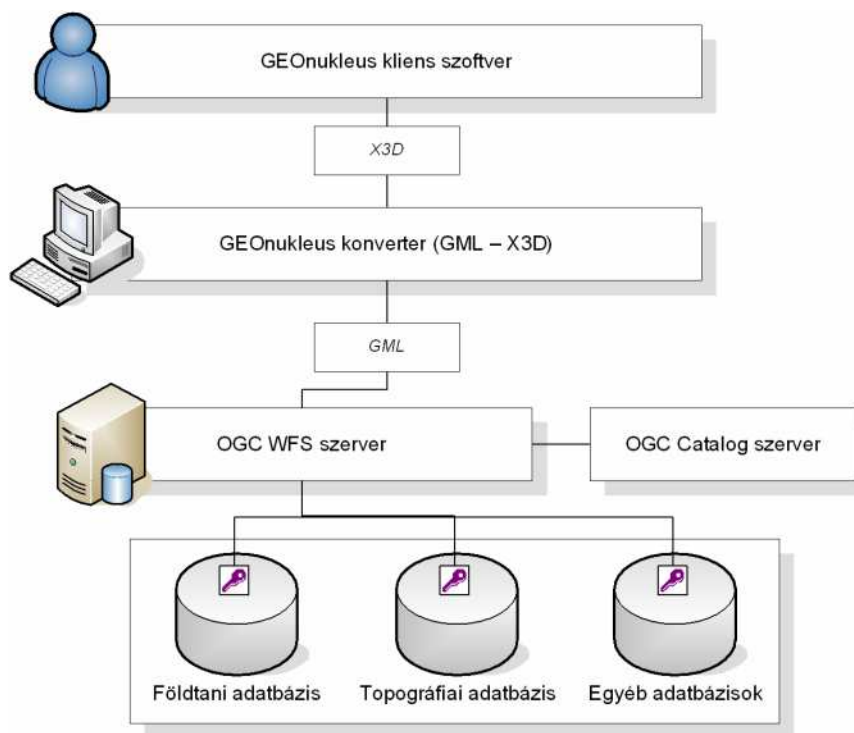 GEOnukleus kliens szoftver
X3D
GEOnukleus konverter (GML – X3D)
GML
OGC WFS szerver
OGC Catalog szerver
Földtani adatbázis
Topográfiai adatbázis
Egyéb adatbázisok